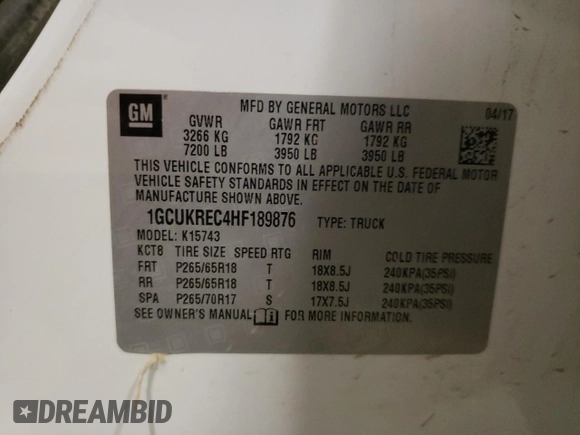 GM
MFD BY GENERAL MOTORS LLC 04/17
GVWR GAWR FRT GAWR RR
3266 KG 1792 KG 1792 KG
7200 LB 3950 LB 3950 LB
THIS VEHICLE CONFORMS TO ALL APPLICABLE U.S. FEDERAL MOTOR
VEHICLE SAFETY STANDARDS IN EFFECT ON THE DATE OF
MANUFACTURE SHOWN ABOVE.
1GCUKREC4HF189876 TYPE: TRUCK
MODEL: K15743
KCT8 TIRE SIZE SPEED RTG RIM COLD TIRE PRESSURE
FRT P265/65R18 T 18X8.5J 240KPA(35PSI)
RR P265/65R18 T 18X8.5J 240KPA(35PSI)
SPA P265/70R17 S 17X7.5J 240KPA(35PSI)
SEE OWNER'S MANUAL FOR MORE INFORMATION.
DREAMBID